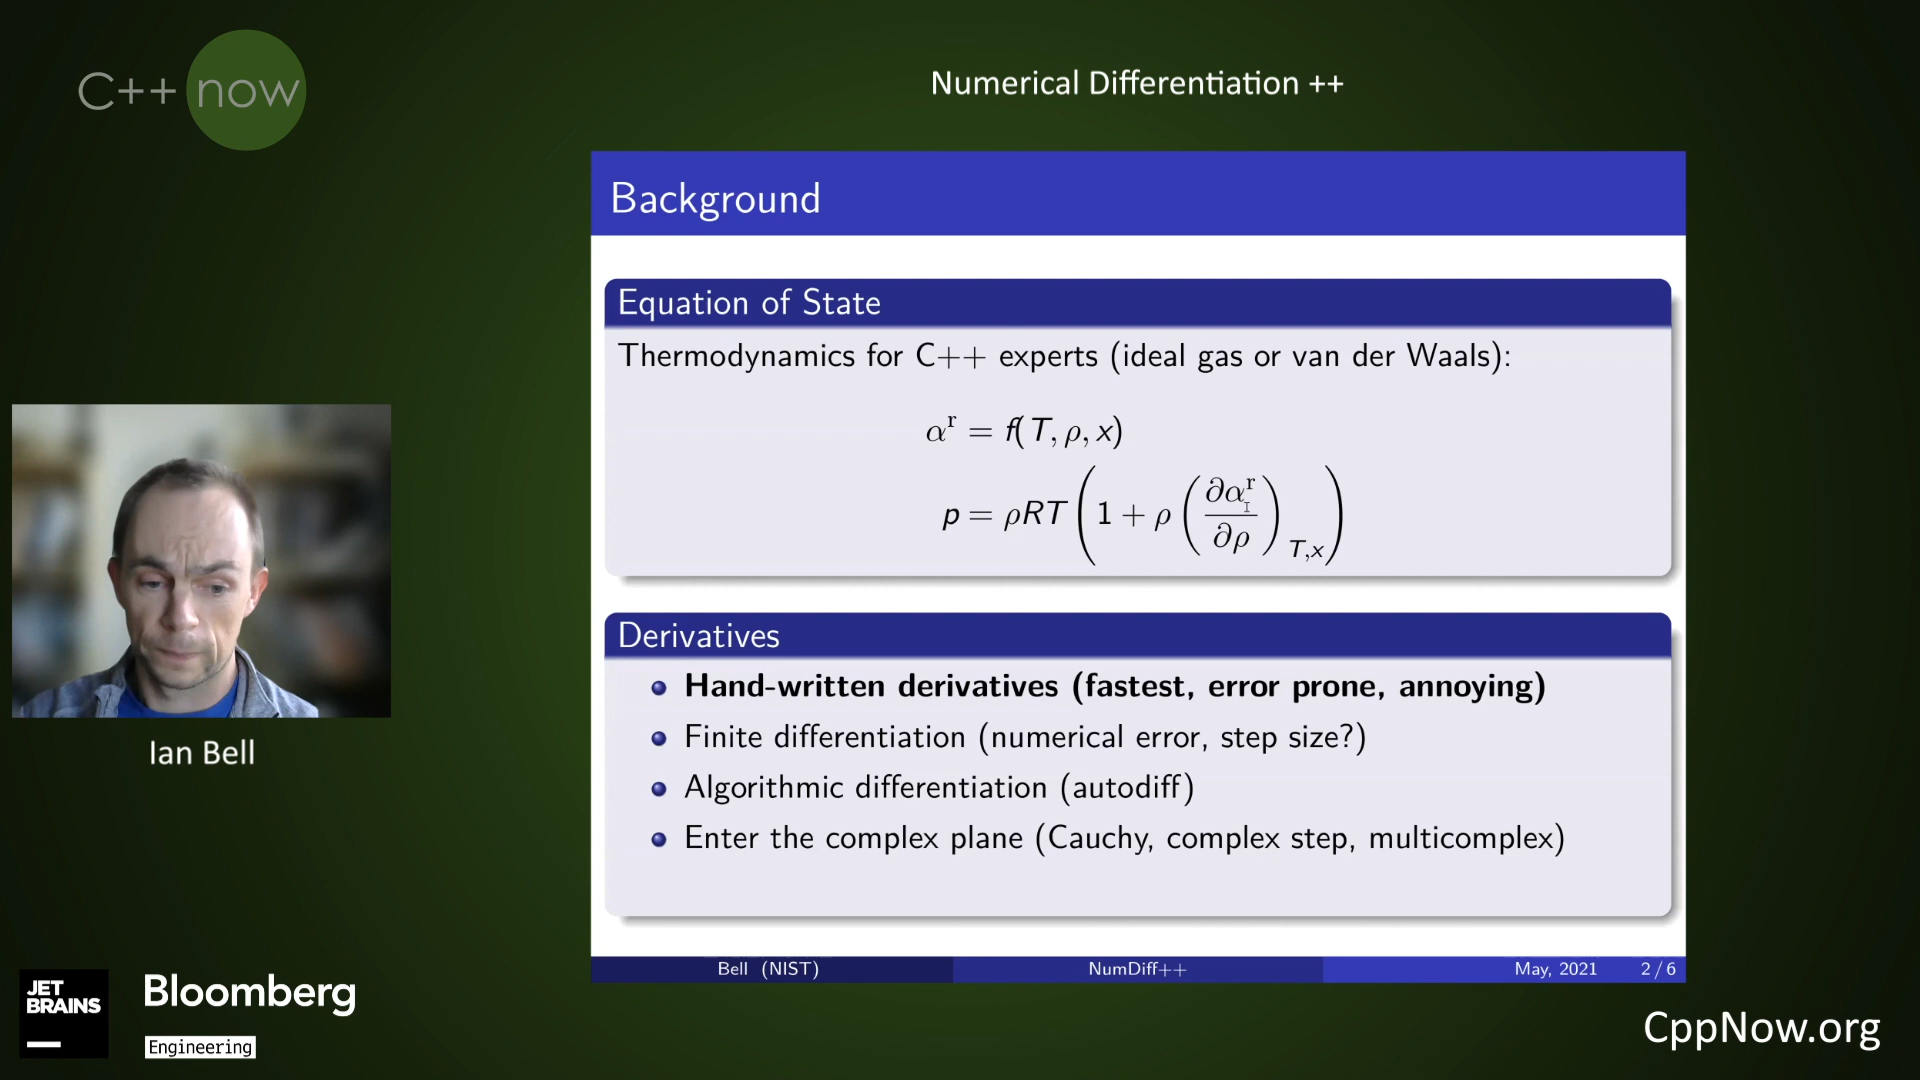 C++ now
Numerical Differentiation ++
Background
Equation of State
Thermodynamics for C++ experts (ideal gas or van der Waals):
αʳ = f(T, ρ, x)
p = ρRT(1 + ρ(∂αʳ/∂ρ)T,x)
Derivatives
Hand-written derivatives (fastest, error prone, annoying)
Finite differentiation (numerical error, step size?)
Algorithmic differentiation (autodiff)
Enter the complex plane (Cauchy, complex step, multicomplex)
Bell (NIST) NumDiff++ May, 2021 2 / 6
Ian Bell
JET
BRAINS
Bloomberg
Engineering
CppNow.org